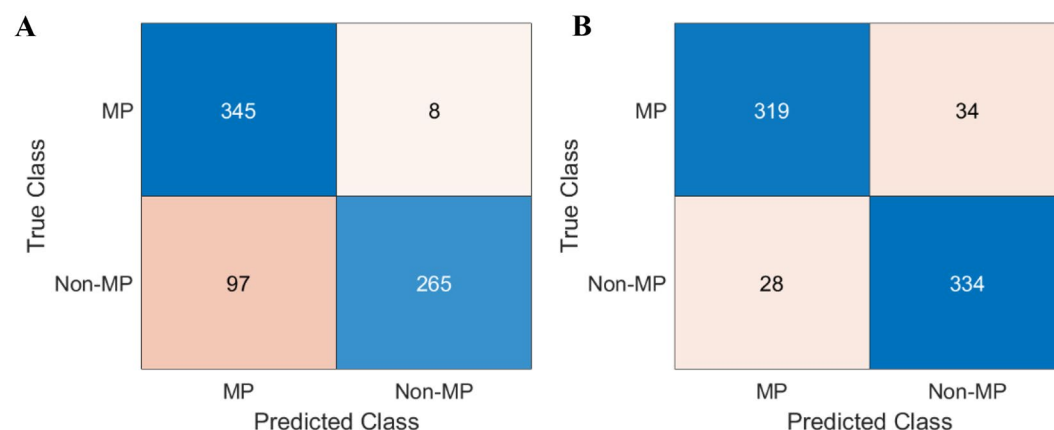 A
True Class
MP
345
8
Non-MP
97
265
MP
Non-MP
Predicted Class
B
True Class
MP
319
34
Non-MP
28
334
MP
Non-MP
Predicted Class